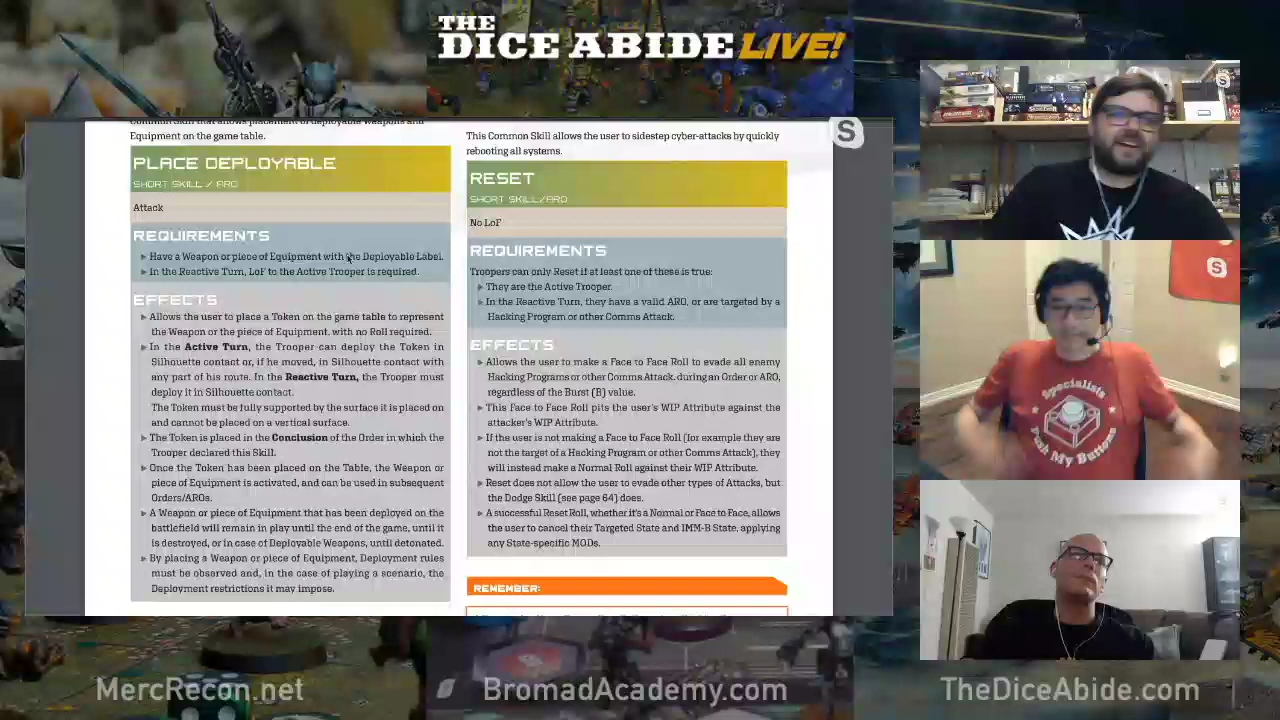 THE
DICE ABIDE LIVE!
Common Skill that allows placement of deployable Weapons and
Equipment on the game table.
PLACE DEPLOYABLE
SHORT SKILL / ARO
Attack
REQUIREMENTS
Have a Weapon or piece of Equipment with the Deployable Label.
In the Reactive Turn, LoF to the Active Trooper is required.
EFFECTS
Allows the user to place a Token on the game table to represent
the Weapon or the piece of Equipment, with no Roll required.
In the Active Turn, the Trooper can deploy the Token in
Silhouette contact or, if he moved, in Silhouette contact with
any part of his route. In the Reactive Turn, the Trooper must
deploy it in Silhouette contact.
The Token must be fully supported by the surface it is placed on
and cannot be placed on a vertical surface.
The Token is placed in the Conclusion of the Order in which the
Trooper declared this Skill.
Once the Token has been placed on the Table, the Weapon or
piece of Equipment is activated, and can be used in subsequent
Orders/AROs.
A Weapon or piece of Equipment that has been deployed on the
battlefield will remain in play until the end of the game, until it
is destroyed, or in case of Deployable Weapons, until detonated.
By placing a Weapon or piece of Equipment, Deployment rules
must be observed and, in the case of playing a scenario, the
Deployment restrictions it may impose.
This Common Skill allows the user to sidestep cyber-attacks by quickly
rebooting all systems.
RESET
SHORT SKILL/ARO
No LoF
REQUIREMENTS
Troopers can only Reset if at least one of these is true:
They are the Active Trooper.
In the Reactive Turn, they have a valid ARO, or are targeted by a
Hacking Program or other Comms Attack.
EFFECTS
Allows the user to make a Face to Face Roll to evade all enemy
Hacking Programs or other Comms Attack, during an Order or ARO,
regardless of the Burst (B) value.
This Face to Face Roll pits the user's WIP Attribute against the
attacker's WIP Attribute.
If the user is not making a Face to Face Roll (for example they are
not the target of a Hacking Program or other Comms Attack), they
will instead make a Normal Roll against their WIP Attribute.
Reset does not allow the user to evade other types of Attacks, but
the Dodge Skill (see page 64) does.
A successful Reset Roll, whether it's a Normal or Face to Face, allows
the user to cancel their Targeted State and IMM-B State, applying
any State-specific MODs.
REMEMBER:
S
S
Specialists
Push My Buttons
MercRecon.net
BromadAcademy.com
TheDiceAbide.com